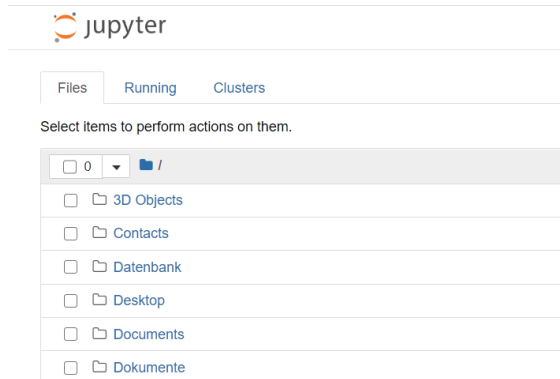 jupyter
Files Running Clusters
Select items to perform actions on them.
0 /
3D Objects
Contacts
Datenbank
Desktop
Documents
Dokumente